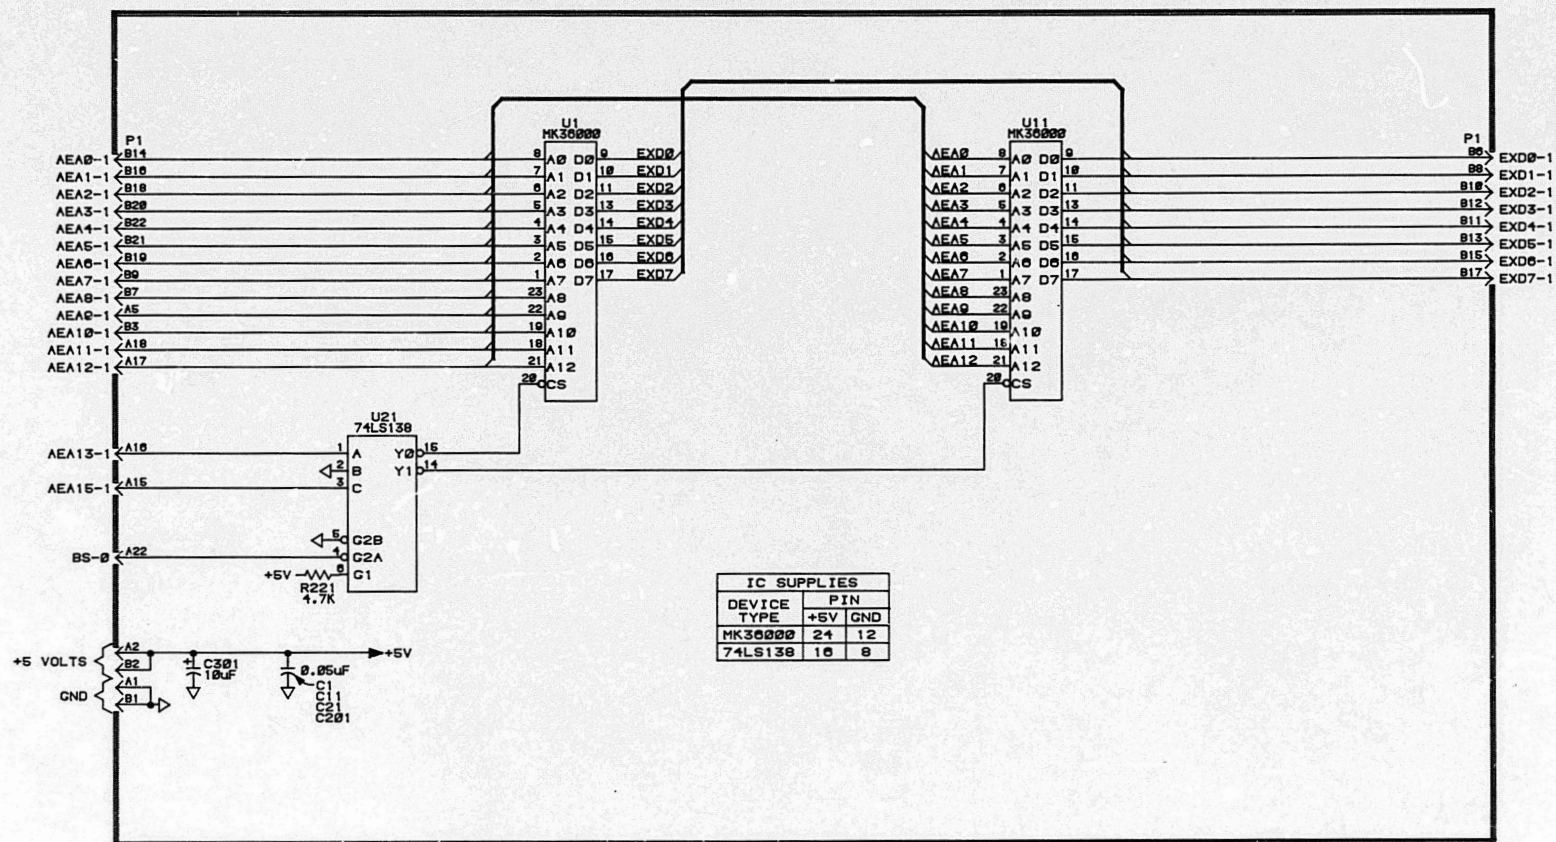 P1
AEA0-1 B14
AEA1-1 B16
AEA2-1 B18
AEA3-1 B20
AEA4-1 B22
AEA5-1 B21
AEA6-1 B19
AEA7-1 B9
AEA8-1 B7
AEA9-1 A5
AEA10-1 B3
AEA11-1 A18
AEA12-1 A17
U1
MK36000
8 A0 D0 9 EXD0
7 A1 D1 10 EXD1
6 A2 D2 11 EXD2
5 A3 D3 13 EXD3
4 A4 D4 14 EXD4
3 A5 D5 15 EXD5
2 A6 D6 16 EXD6
1 A7 D7 17 EXD7
23 A8
22 A9
19 A10
18 A11
21 A12
20 CS
U11
MK36000
AEA0 8 A0 D0 9
AEA1 7 A1 D1 10
AEA2 6 A2 D2 11
AEA3 5 A3 D3 13
AEA4 4 A4 D4 14
AEA5 3 A5 D5 15
AEA6 2 A6 D6 16
AEA7 1 A7 D7 17
AEA8 23 A8
AEA9 22 A9
AEA10 19 A10
AEA11 A11
AEA12 21 A12
20 CS
P1
B6 EXD0-1
B8 EXD1-1
B10 EXD2-1
B12 EXD3-1
B11 EXD4-1
B13 EXD5-1
B15 EXD6-1
B17 EXD7-1
U21
74LS138
AEA13-1 A16 1 A Y0 15
2 B Y1 14
AEA15-1 A15 3 C
5 G2B
BS-0 A22 4 G2A
+5V 6 G1
R221
4.7K
+5 VOLTS A2 +5V
B2
GND A1
B1
+ C301
10uF
0.05uF
C1
C11
C21
C201
IC SUPPLIES
DEVICE TYPE PIN
+5V GND
MK36000 24 12
74LS138 16 8